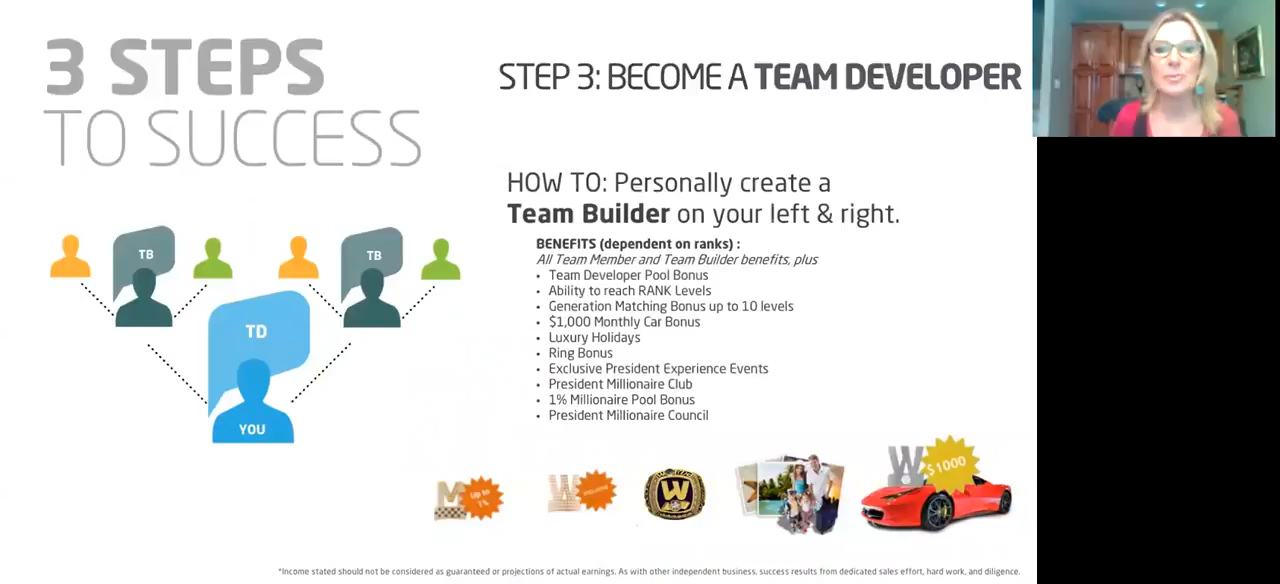 3 STEPS
TO SUCCESS
STEP 3: BECOME A TEAM DEVELOPER
HOW TO: Personally create a
Team Builder on your left & right.
BENEFITS (dependent on ranks) :
All Team Member and Team Builder benefits, plus
• Team Developer Pool Bonus
• Ability to reach RANK Levels
• Generation Matching Bonus up to 10 levels
• $1,000 Monthly Car Bonus
• Luxury Holidays
• Ring Bonus
• Exclusive President Experience Events
• President Millionaire Club
• 1% Millionaire Pool Bonus
• President Millionaire Council
TB
TB
TD
YOU
M
Up to
1%
W
W
W
$1000
*Income stated should not be considered as guaranteed or projections of actual earnings. As with other independent business, success results from dedicated sales effort, hard work, and diligence.